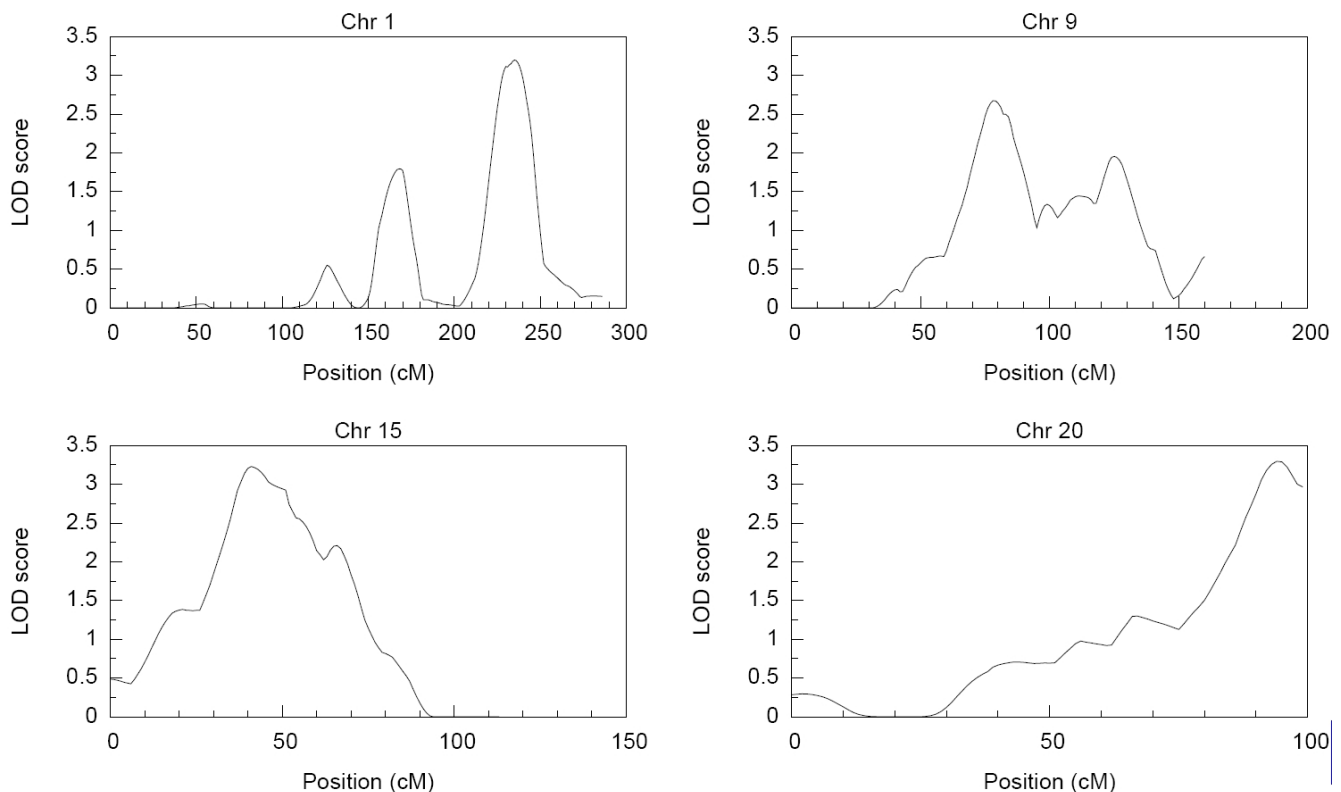 Chr 1
3.5
3
2.5
2
1.5
1
0.5
0
LOD score
0 50 100 150 200 250 300
Position (cM)
Chr 9
3.5
3
2.5
2
1.5
1
0.5
0
LOD score
0 50 100 150 200
Position (cM)
Chr 15
3.5
3
2.5
2
1.5
1
0.5
0
LOD score
0 50 100 150
Position (cM)
Chr 20
3.5
3
2.5
2
1.5
1
0.5
0
LOD score
0 50 100
Position (cM)